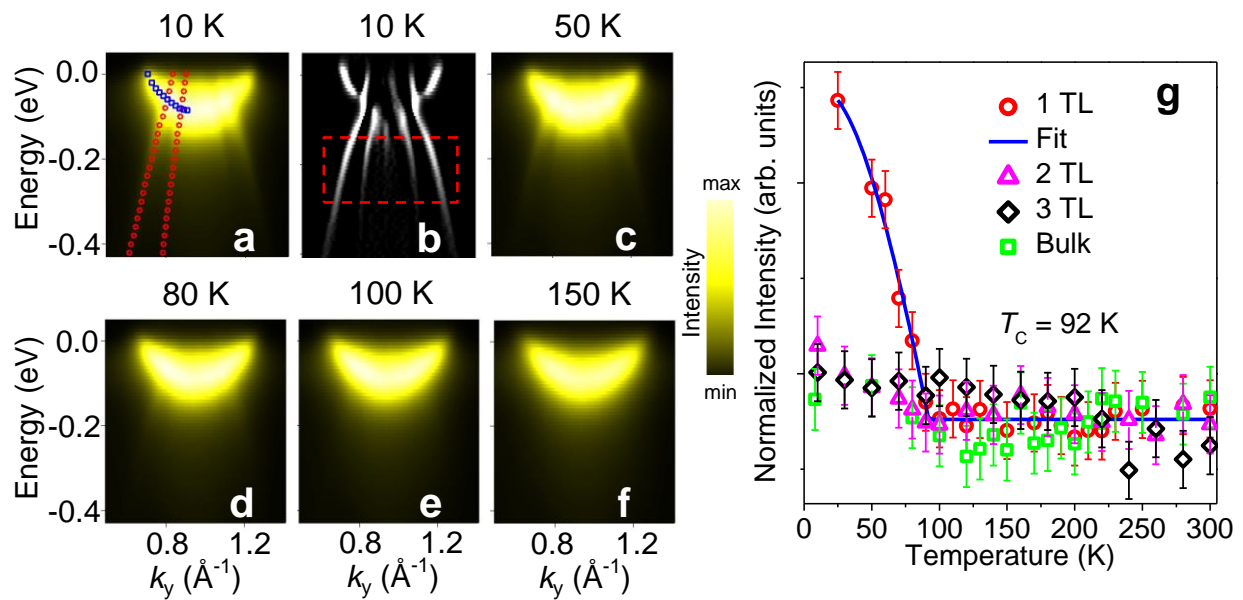 10 K
10 K
50 K
Energy (eV)
0.0
-0.2
-0.4
a
b
c
80 K
100 K
150 K
Energy (eV)
0.0
-0.2
-0.4
d
e
f
0.8 1.2
0.8 1.2
0.8 1.2
ky (Å-1)
ky (Å-1)
ky (Å-1)
max
Intensity
min
g
1 TL
Fit
2 TL
3 TL
Bulk
TC = 92 K
Normalized Intensity (arb. units)
0 50 100 150 200 250 300
Temperature (K)